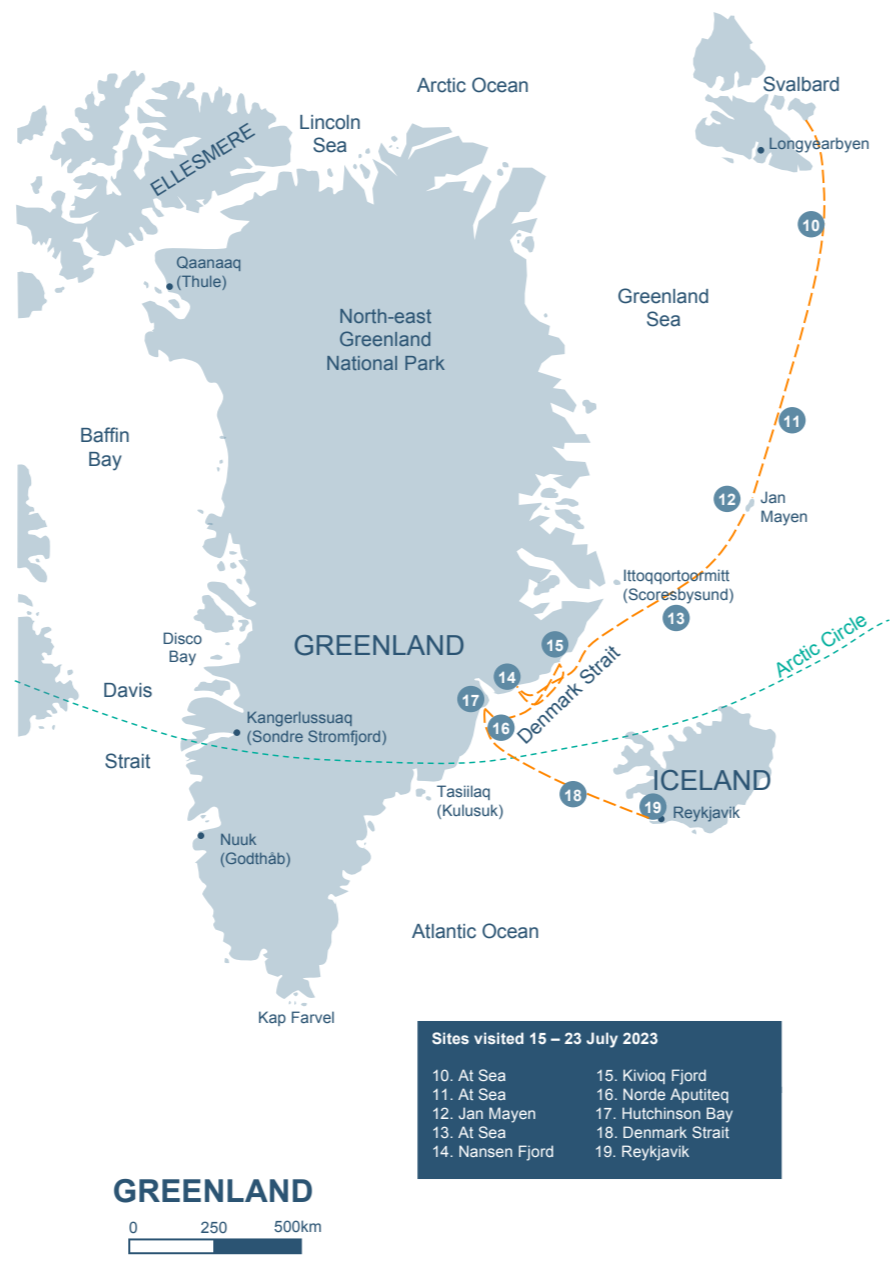 Arctic Ocean
Svalbard
Lincoln
Sea
Longyearbyen
ELLESMERE
10
Qaanaaq
(Thule)
Greenland
Sea
North-east
Greenland
National Park
11
Baffin
Bay
12
Jan
Mayen
Ittoqqortoormitt
(Scoresbysund)
13
Disco
Bay
GREENLAND
15
Arctic Circle
14
Denmark Strait
Davis
17
16
Kangerlussuaq
(Sondre Stromfjord)
Strait
ICELAND
Tasiilaq
(Kulusuk)
18
19
Reykjavik
Nuuk
(Godthåb)
Atlantic Ocean
Kap Farvel
Sites visited 15 – 23 July 2023
10. At Sea
11. At Sea
12. Jan Mayen
13. At Sea
14. Nansen Fjord
15. Kivioq Fjord
16. Norde Aputiteq
17. Hutchinson Bay
18. Denmark Strait
19. Reykjavik
GREENLAND
0 250 500km